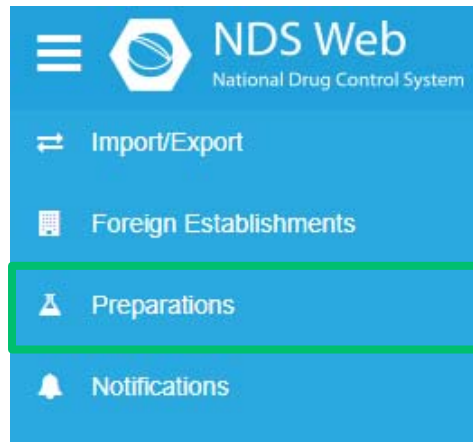 NDS Web
National Drug Control System
Import/Export
Foreign Establishments
Preparations
Notifications